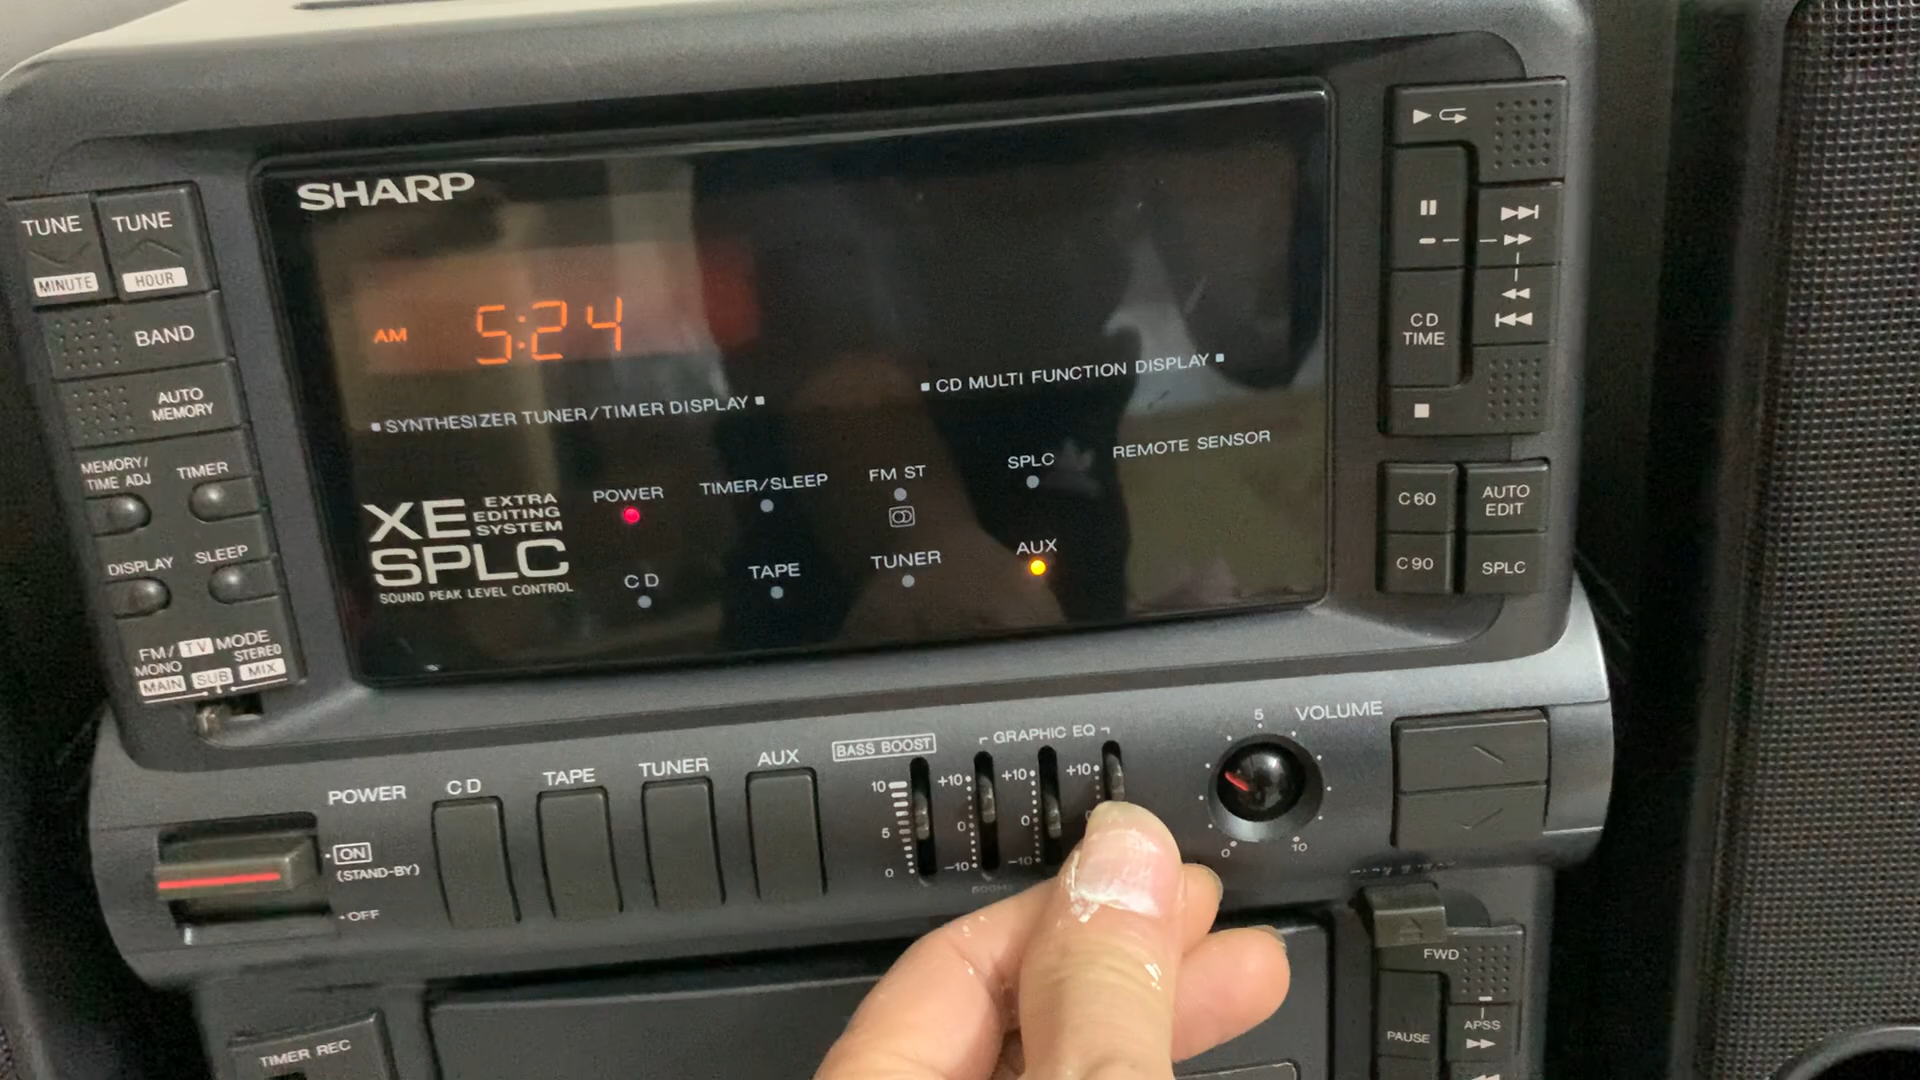 SHARP
TUNE
TUNE
MINUTE
HOUR
BAND
AUTO
MEMORY
MEMORY/
TIME ADJ
TIMER
DISPLAY
SLEEP
FM/ TV MODE
MONO
STEREO
MAIN
SUB
MIX
AM 5:24
SYNTHESIZER TUNER/TIMER DISPLAY
CD MULTI FUNCTION DISPLAY
XE EXTRA
EDITING
SYSTEM
SPLC
SOUND PEAK LEVEL CONTROL
POWER
TIMER/SLEEP
FM ST
SPLC
REMOTE SENSOR
CD
TAPE
TUNER
AUX
CD
TIME
C60
AUTO
EDIT
C90
SPLC
POWER
ON
(STAND-BY)
OFF
CD
TAPE
TUNER
AUX
BASS BOOST
10
5
0
GRAPHIC EQ
+10
0
-10
+10
0
-10
+10
VOLUME
5
0
10
TIMER REC
FWD
PAUSE
APSS